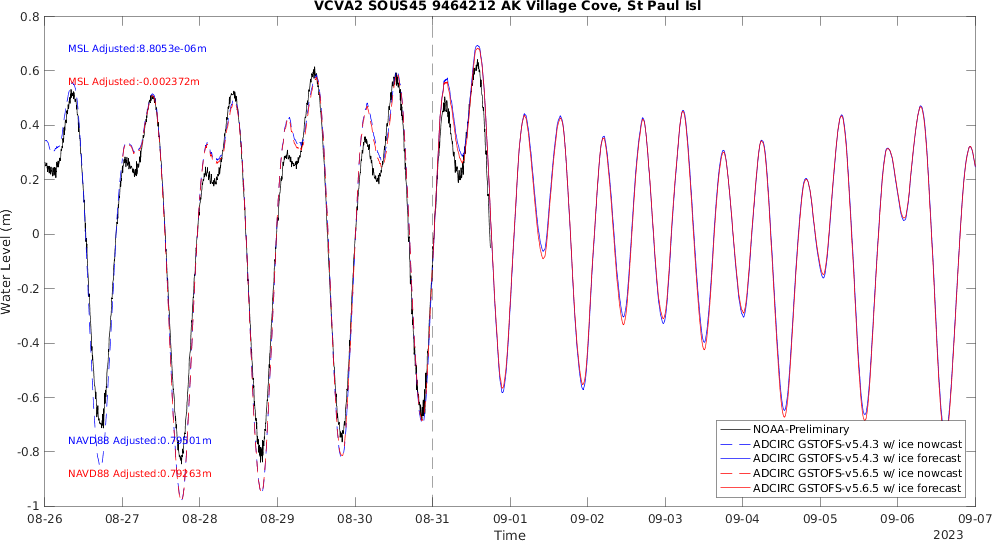 VCVA2 SOUS45 9464212 AK Village Cove, St Paul Isl
0.8
0.6
0.4
0.2
0
-0.2
-0.4
-0.6
-0.8
-1
Water Level (m)
MSL Adjusted:8.8053e-06m
MSL Adjusted:-0.002372m
NAVD88 Adjusted:0.79501m
NAVD88 Adjusted:0.79263m
NOAA-Preliminary
ADCIRC GSTOFS-v5.4.3 w/ ice nowcast
ADCIRC GSTOFS-v5.4.3 w/ ice forecast
ADCIRC GSTOFS-v5.6.5 w/ ice nowcast
ADCIRC GSTOFS-v5.6.5 w/ ice forecast
08-26 08-27 08-28 08-29 08-30 08-31 09-01 09-02 09-03 09-04 09-05 09-06 09-07
Time
2023